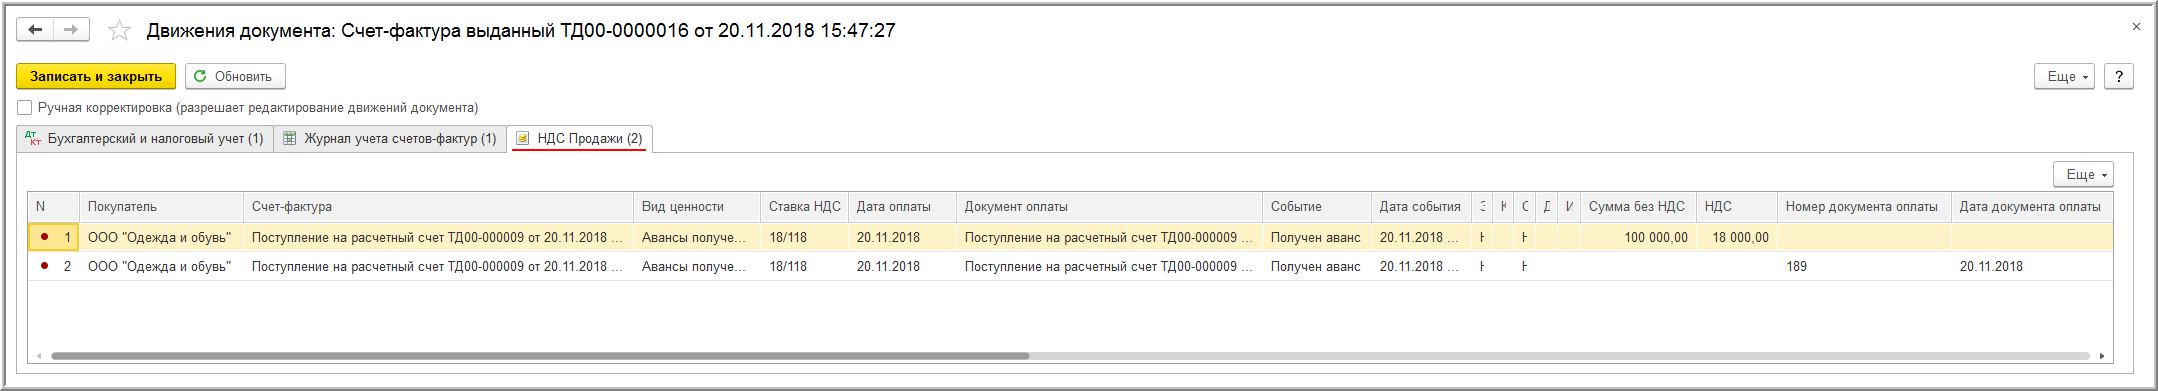 Движения документа: Счет-фактура выданный ТД00-0000016 от 20.11.2018 15:47:27
Записать и закрыть Обновить Еще ?
Ручная корректировка (разрешает редактирование движений документа)
Дт Кт Бухгалтерский и налоговый учет (1) Журнал учета счетов-фактур (1) НДС Продажи (2)
Еще
N Покупатель Счет-фактура Вид ценности Ставка НДС Дата оплаты Документ оплаты Событие Дата события К Д И Сумма без НДС НДС Номер документа оплаты Дата документа оплаты
1 ООО "Одежда и обувь" Поступление на расчетный счет ТД00-000009 от 20.11.2018 ... Авансы получе... 18/118 20.11.2018 Поступление на расчетный счет ТД00-000009 ... Получен аванс 20.11.2018 ... 100 000,00 18 000,00
2 ООО "Одежда и обувь" Поступление на расчетный счет ТД00-000009 от 20.11.2018 ... Авансы получе... 18/118 20.11.2018 Поступление на расчетный счет ТД00-000009 ... Получен аванс 20.11.2018 ... 189 20.11.2018